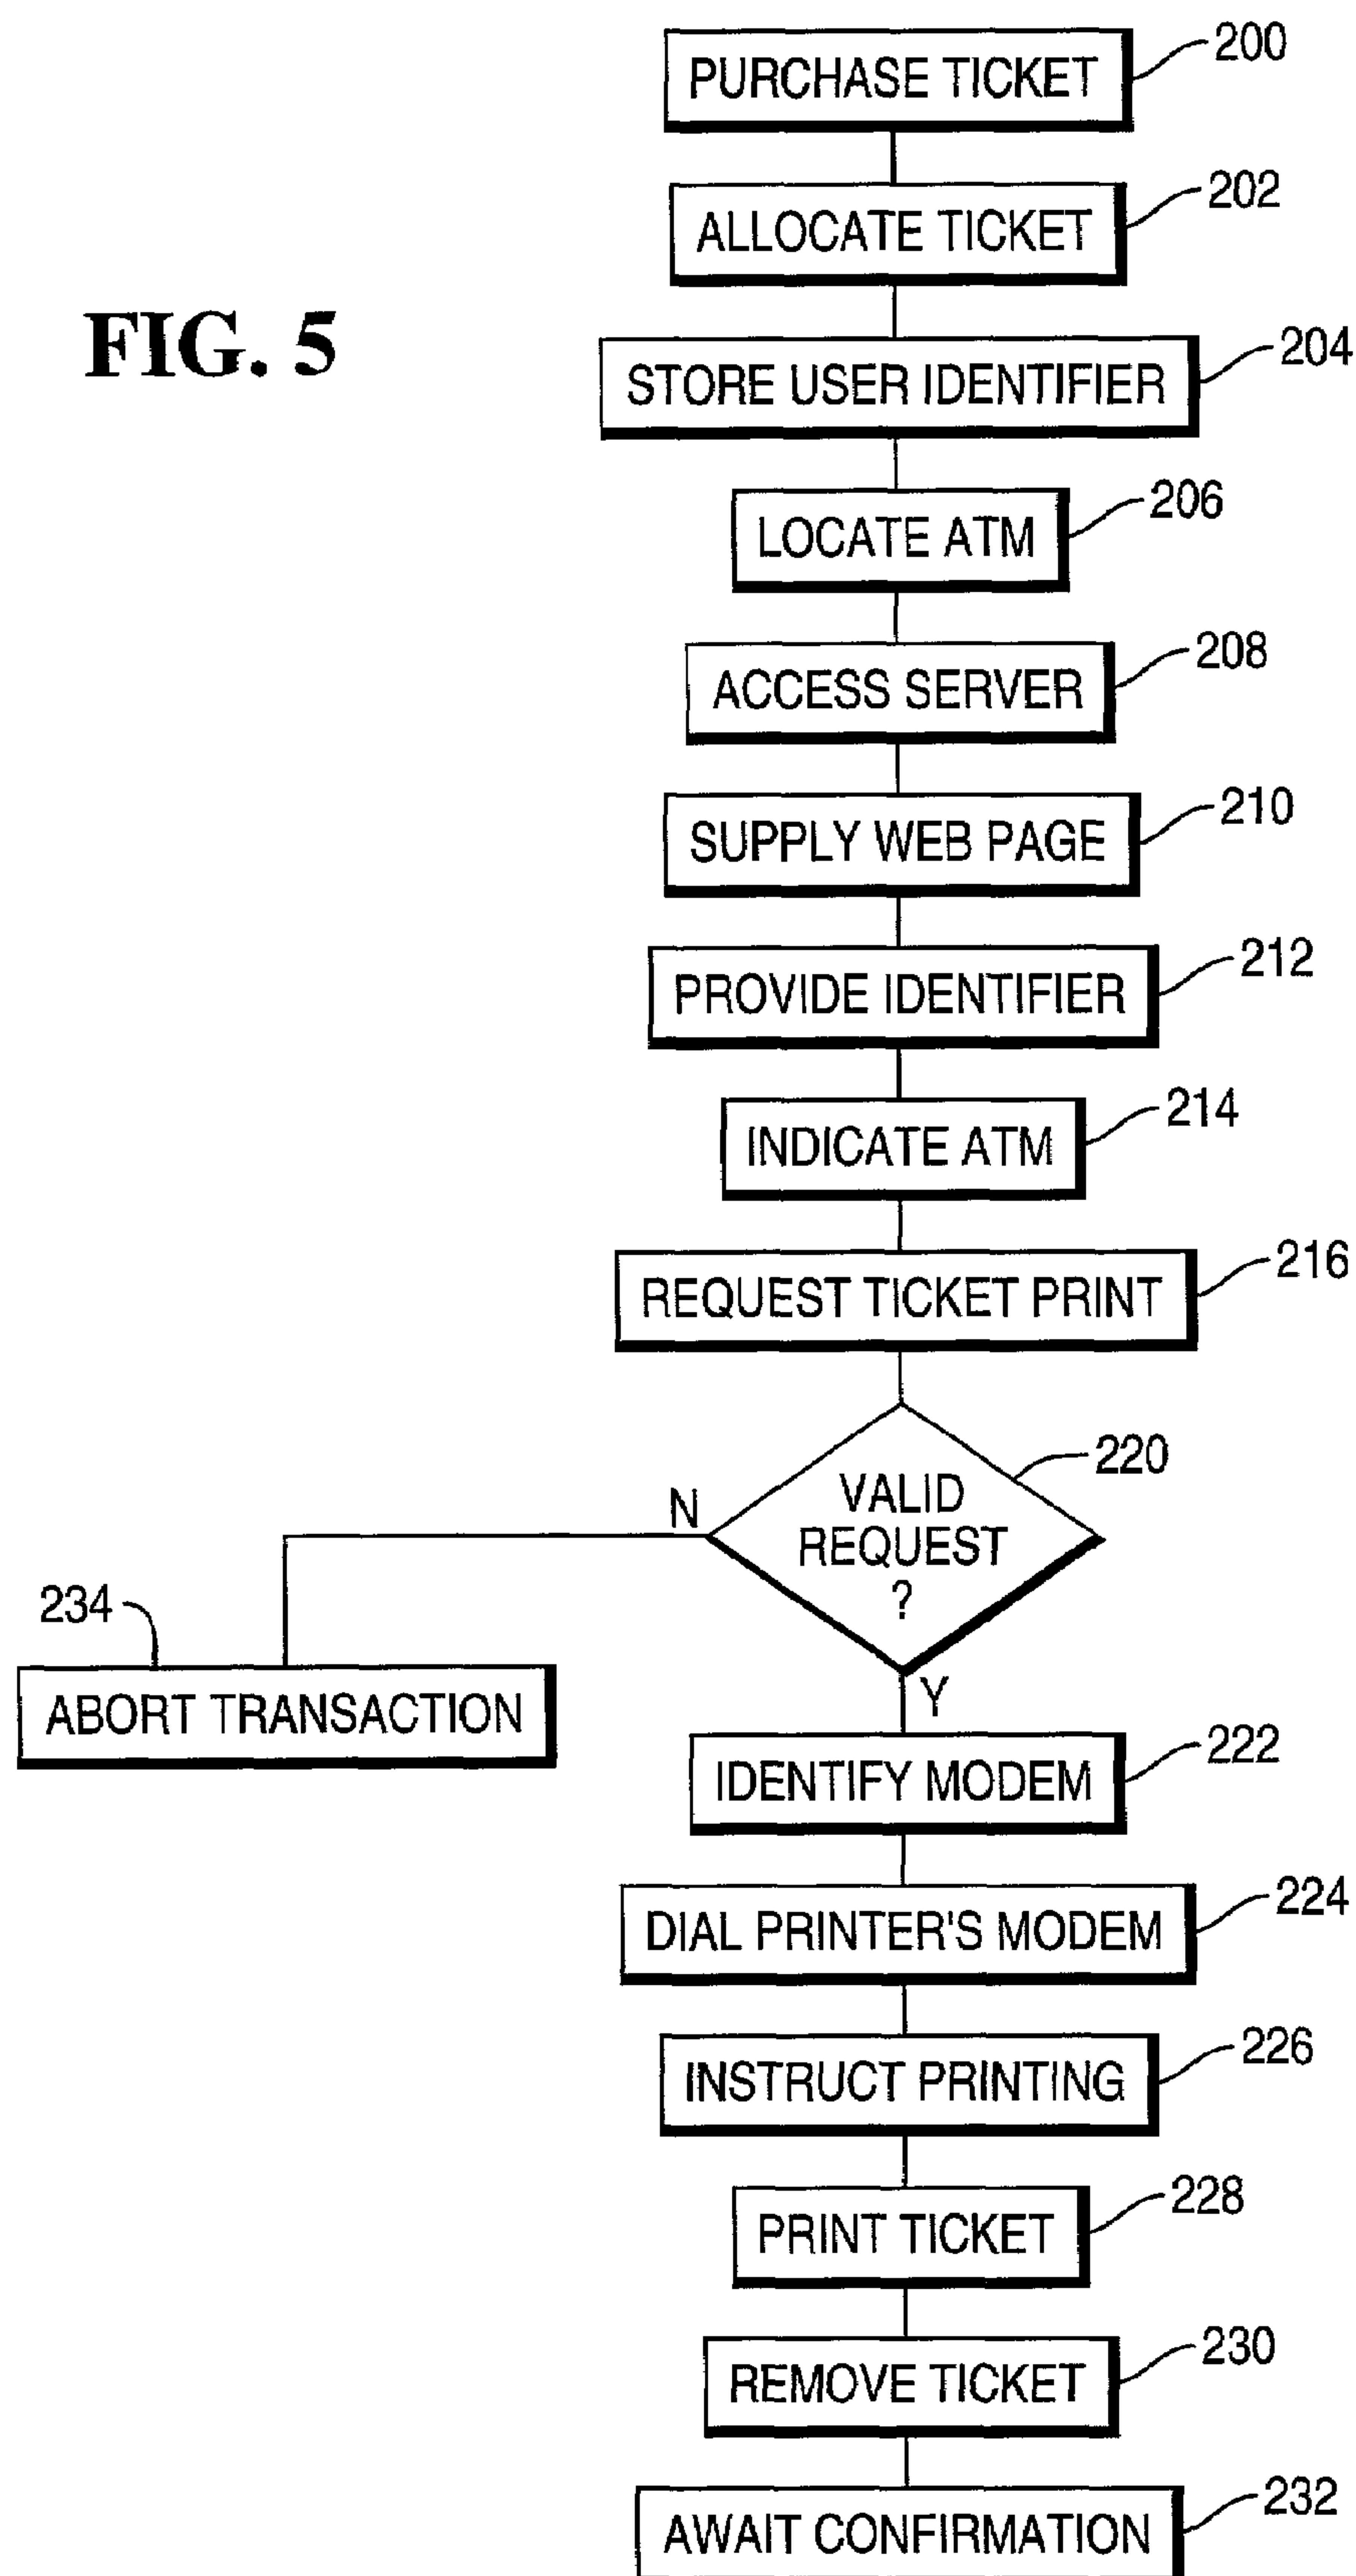 PURCHASE TICKET
200
ALLOCATE TICKET
202
FIG. 5
STORE USER IDENTIFIER
204
LOCATE ATM
206
ACCESS SERVER
208
SUPPLY WEB PAGE
210
PROVIDE IDENTIFIER
212
INDICATE ATM
214
REQUEST TICKET PRINT
216
VALID
REQUEST
?
220
N
234
ABORT TRANSACTION
Y
IDENTIFY MODEM
222
DIAL PRINTER'S MODEM
224
INSTRUCT PRINTING
226
PRINT TICKET
228
REMOVE TICKET
230
AWAIT CONFIRMATION
232